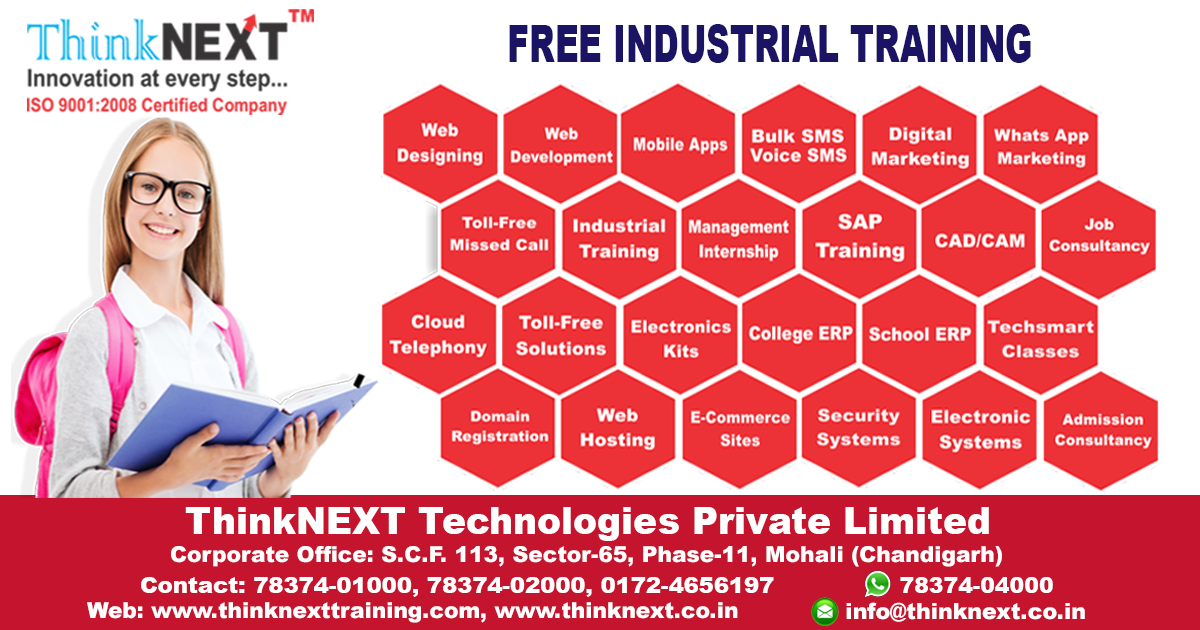 ThinkNEXT™
Innovation at every step...
ISO 9001:2008 Certified Company
FREE INDUSTRIAL TRAINING
Web
Designing
Web
Development
Mobile Apps
Bulk SMS
Voice SMS
Digital
Marketing
Whats App
Marketing
Toll-Free
Missed Call
Industrial
Training
Management
Internship
SAP
Training
CAD/CAM
Job
Consultancy
Cloud
Telephony
Toll-Free
Solutions
Electronics
Kits
College ERP
School ERP
Techsmart
Classes
Domain
Registration
Web
Hosting
E-Commerce
Sites
Security
Systems
Electronic
Systems
Admission
Consultancy
ThinkNEXT Technologies Private Limited
Corporate Office: S.C.F. 113, Sector-65, Phase-11, Mohali (Chandigarh)
Contact: 78374-01000, 78374-02000, 0172-4656197 78374-04000
Web: www.thinknexttraining.com, www.thinknext.co.in info@thinknext.co.in